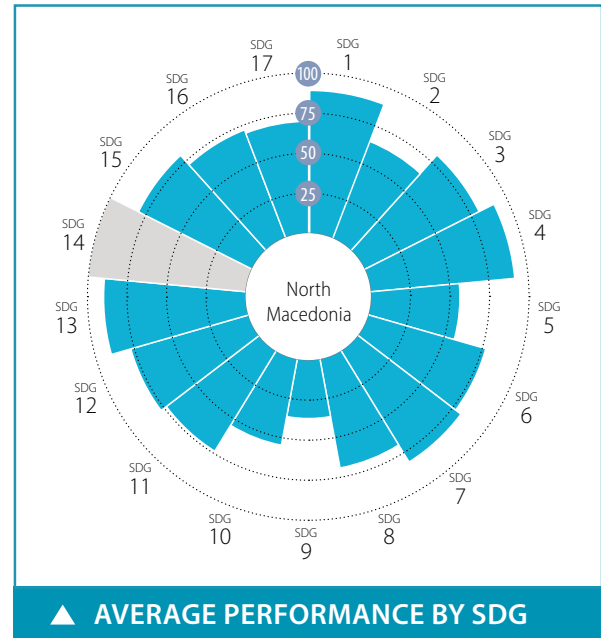 SDG
1
SDG
2
SDG
3
SDG
4
SDG
5
SDG
6
SDG
7
SDG
8
SDG
9
SDG
10
SDG
11
SDG
12
SDG
13
SDG
14
SDG
15
SDG
16
SDG
17
100
75
50
25
North
Macedonia
▲ AVERAGE PERFORMANCE BY SDG